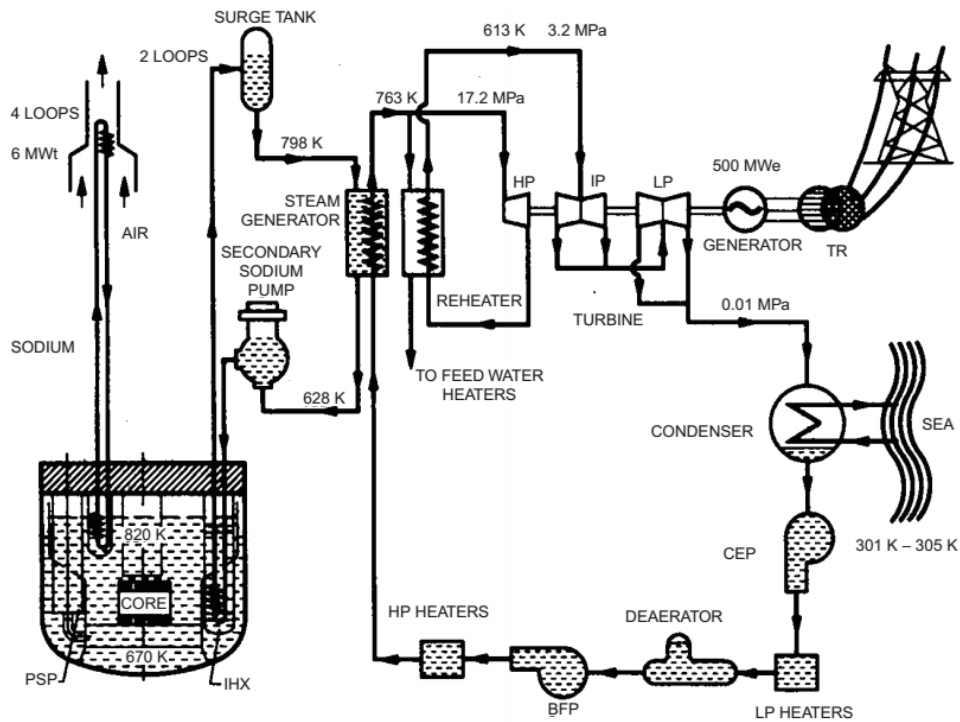 SURGE TANK
2 LOOPS
613 K
3.2 MPa
4 LOOPS
763 K
17.2 MPa
6 MWt
798 K
HP
IP
LP
500 MWe
STEAM
GENERATOR
AIR
GENERATOR
TR
SECONDARY
SODIUM
PUMP
REHEATER
TURBINE
0.01 MPa
SODIUM
TO FEED WATER
HEATERS
628 K
CONDENSER
SEA
820 K
CEP
301 K – 305 K
CORE
HP HEATERS
DEAERATOR
670 K
PSP
IHX
BFP
LP HEATERS